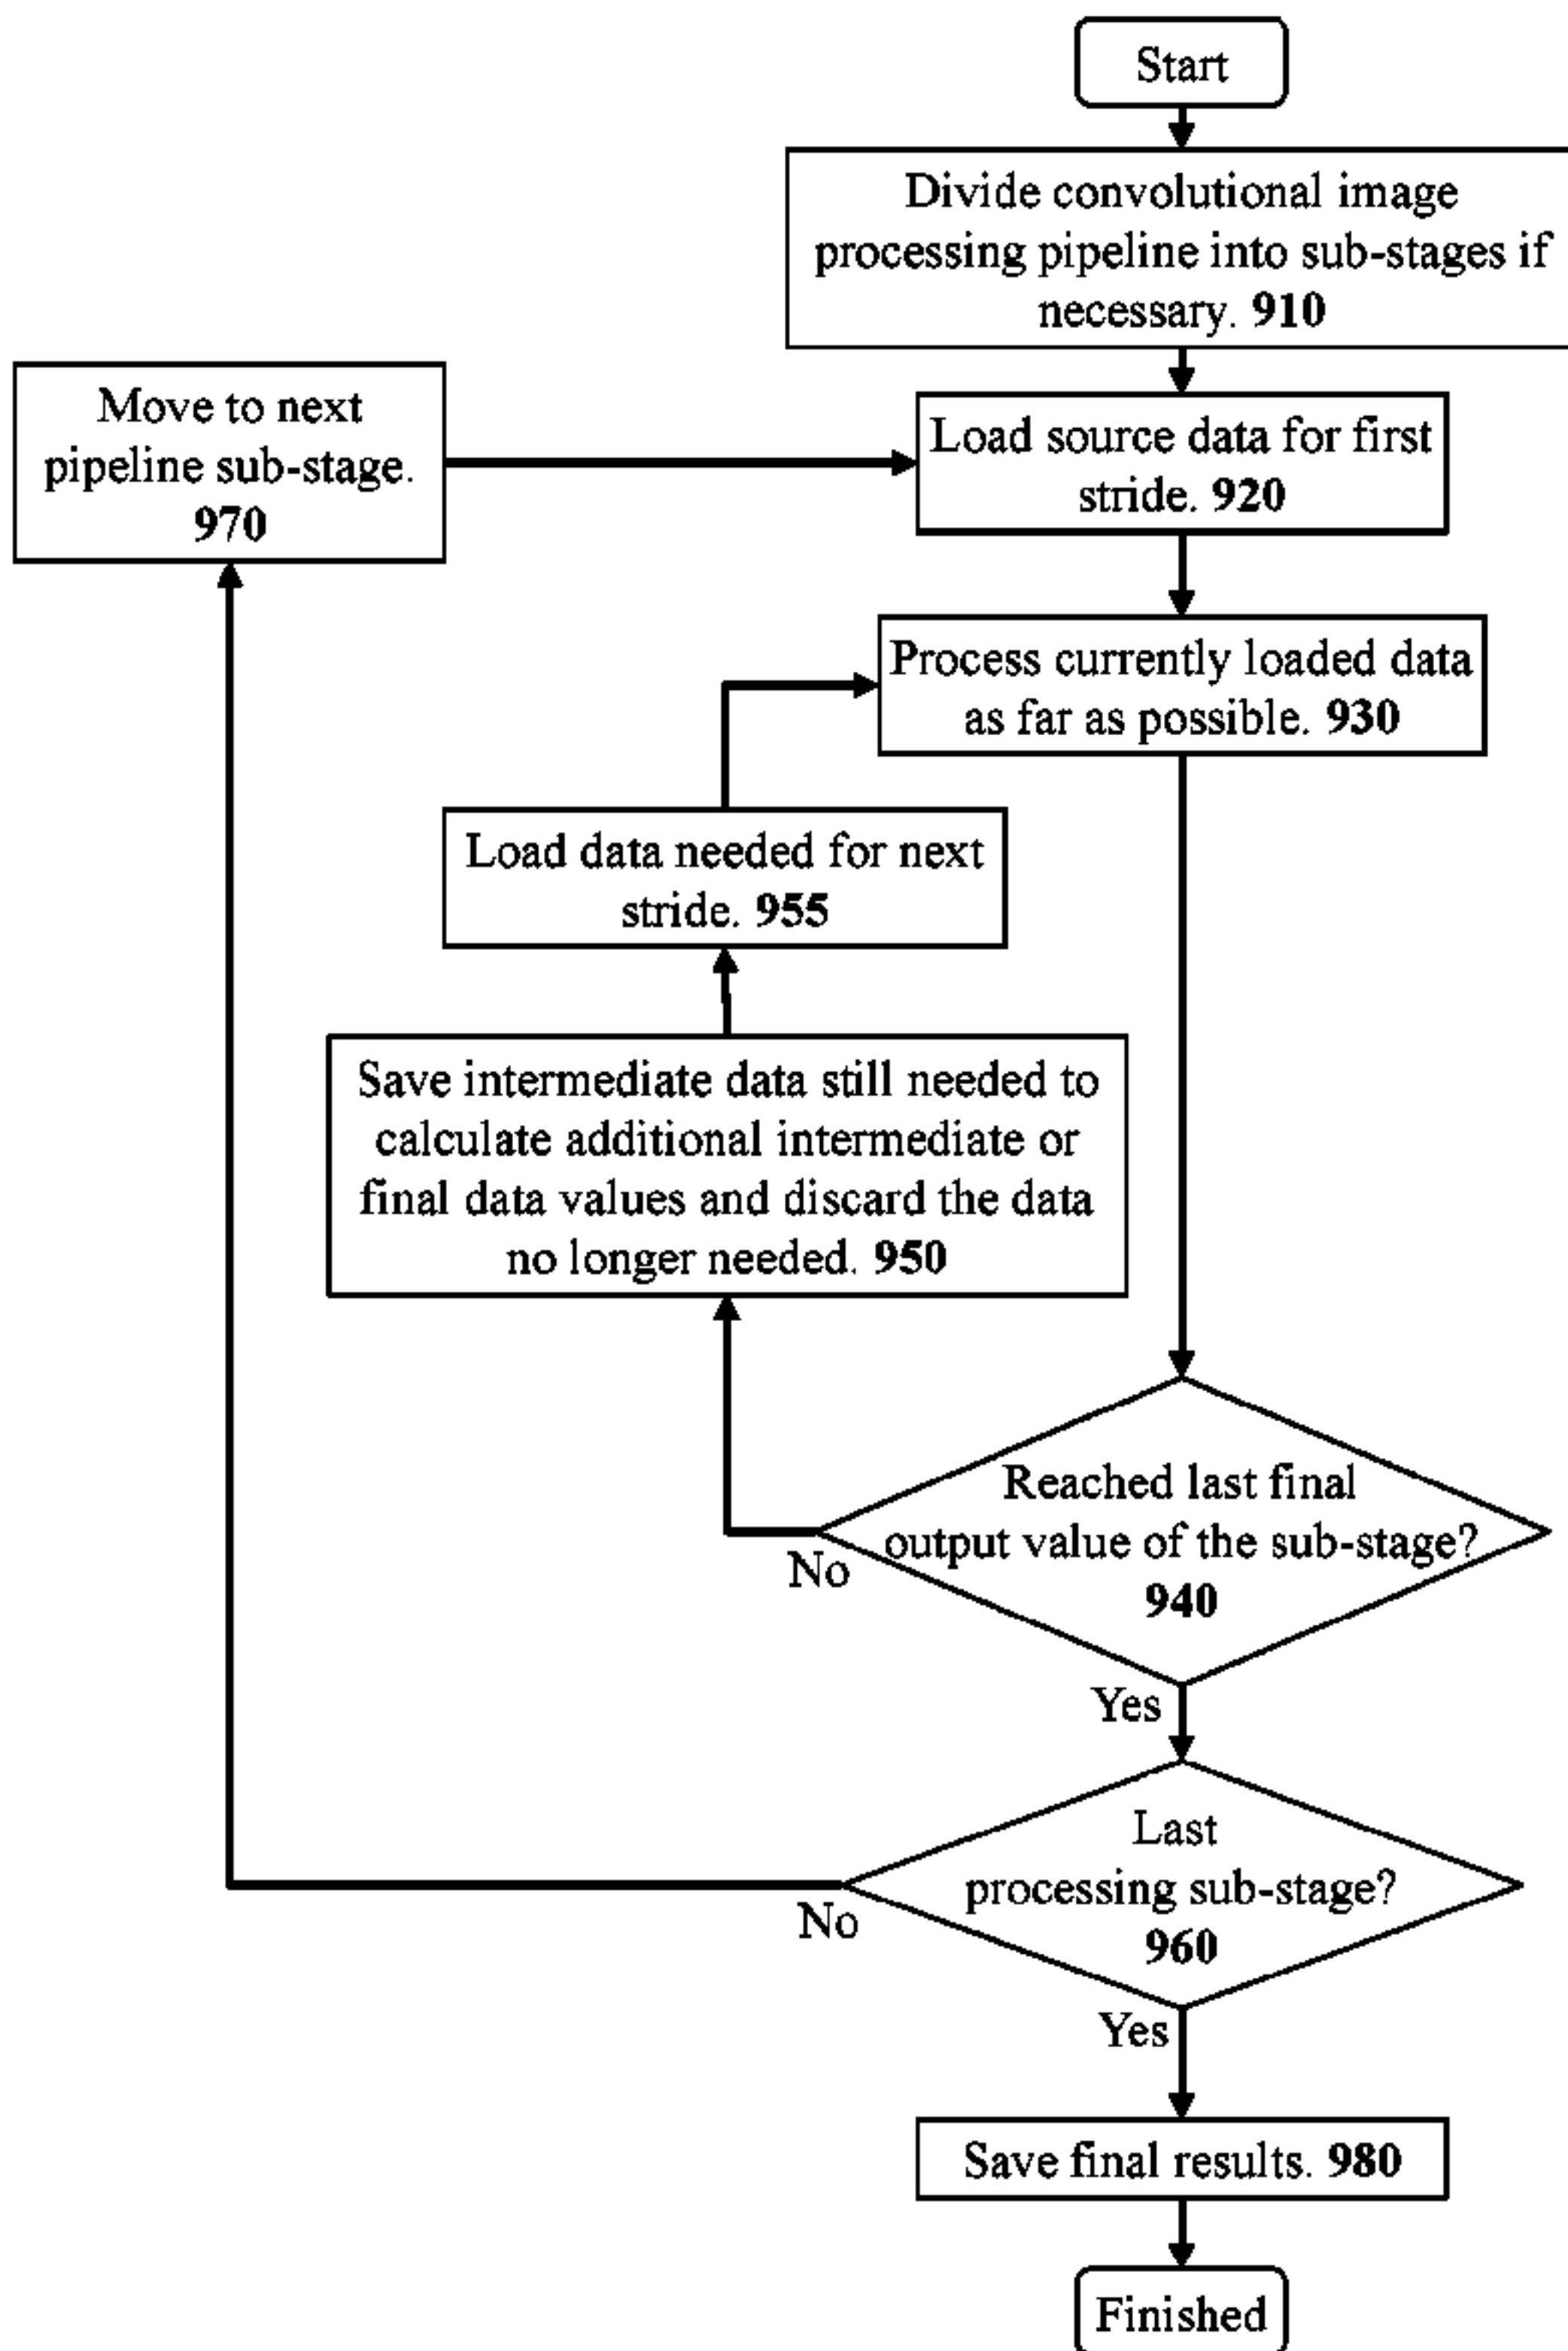 Start
Divide convolutional image
processing pipeline into sub-stages if
necessary. 910
Move to next
pipeline sub-stage.
970
Load source data for first
stride. 920
Process currently loaded data
as far as possible. 930
Load data needed for next
stride. 955
Save intermediate data still needed to
calculate additional intermediate or
final data values and discard the data
no longer needed. 950
Reached last final
output value of the sub-stage?
940
No
Yes
Last
processing sub-stage?
960
No
Yes
Save final results. 980
Finished